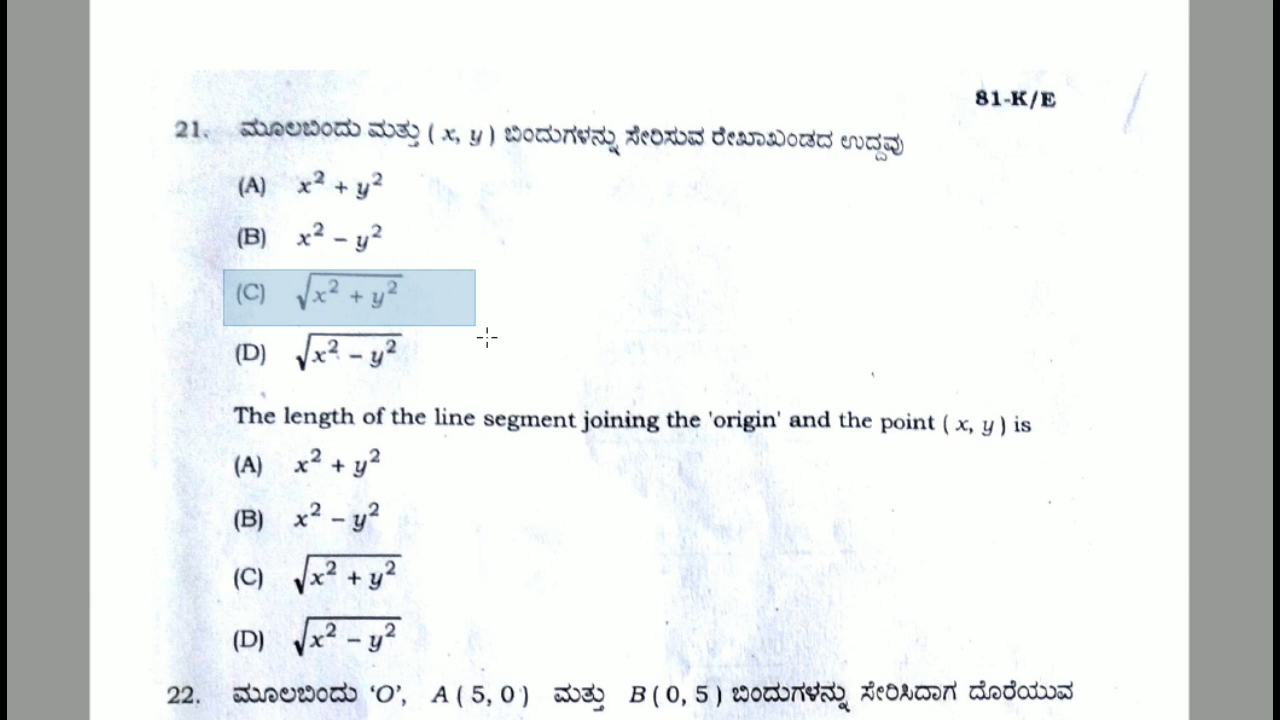 81-K/E
21. ಮೂಲಬಿಂದು ಮತ್ತು ( x, y ) ಬಿಂದುಗಳನ್ನು ಸೇರಿಸುವ ರೇಖಾಖಂಡದ ಉದ್ದವು
(A) x² + y²
(B) x² − y²
(C) √(x² + y²)
(D) √(x² − y²)
The length of the line segment joining the 'origin' and the point ( x, y ) is
(A) x² + y²
(B) x² − y²
(C) √(x² + y²)
(D) √(x² − y²)
22. ಮೂಲಬಿಂದು ‘O’, A ( 5, 0 ) ಮತ್ತು B ( 0, 5 ) ಬಿಂದುಗಳನ್ನು ಸೇರಿಸಿದಾಗ ದೊರೆಯುವ